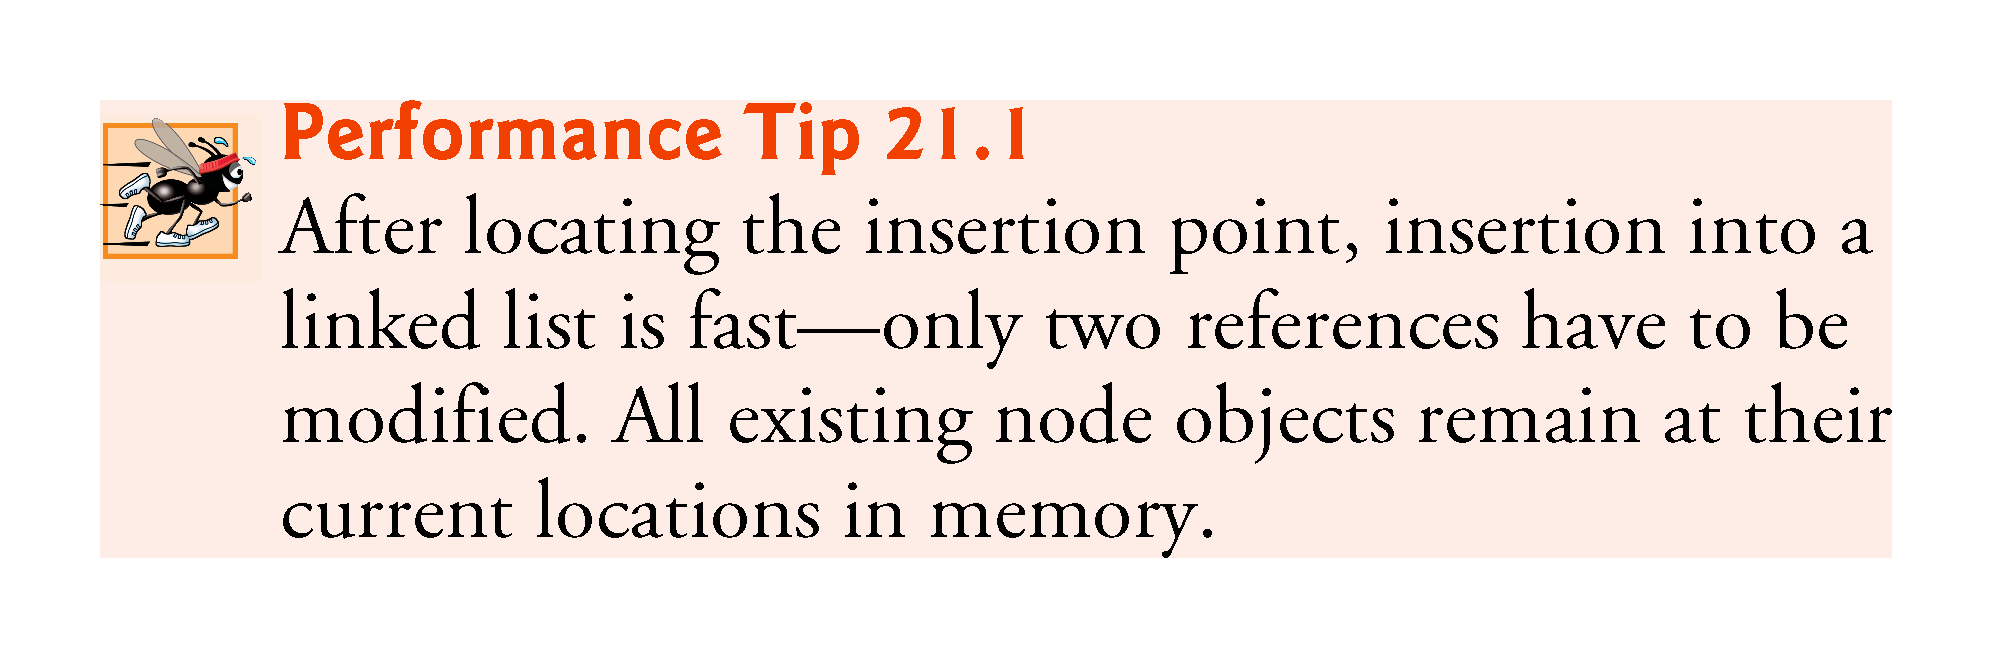 Performance Tip 21.1
After locating the insertion point, insertion into a
linked list is fast—only two references have to be
modified. All existing node objects remain at their
current locations in memory.